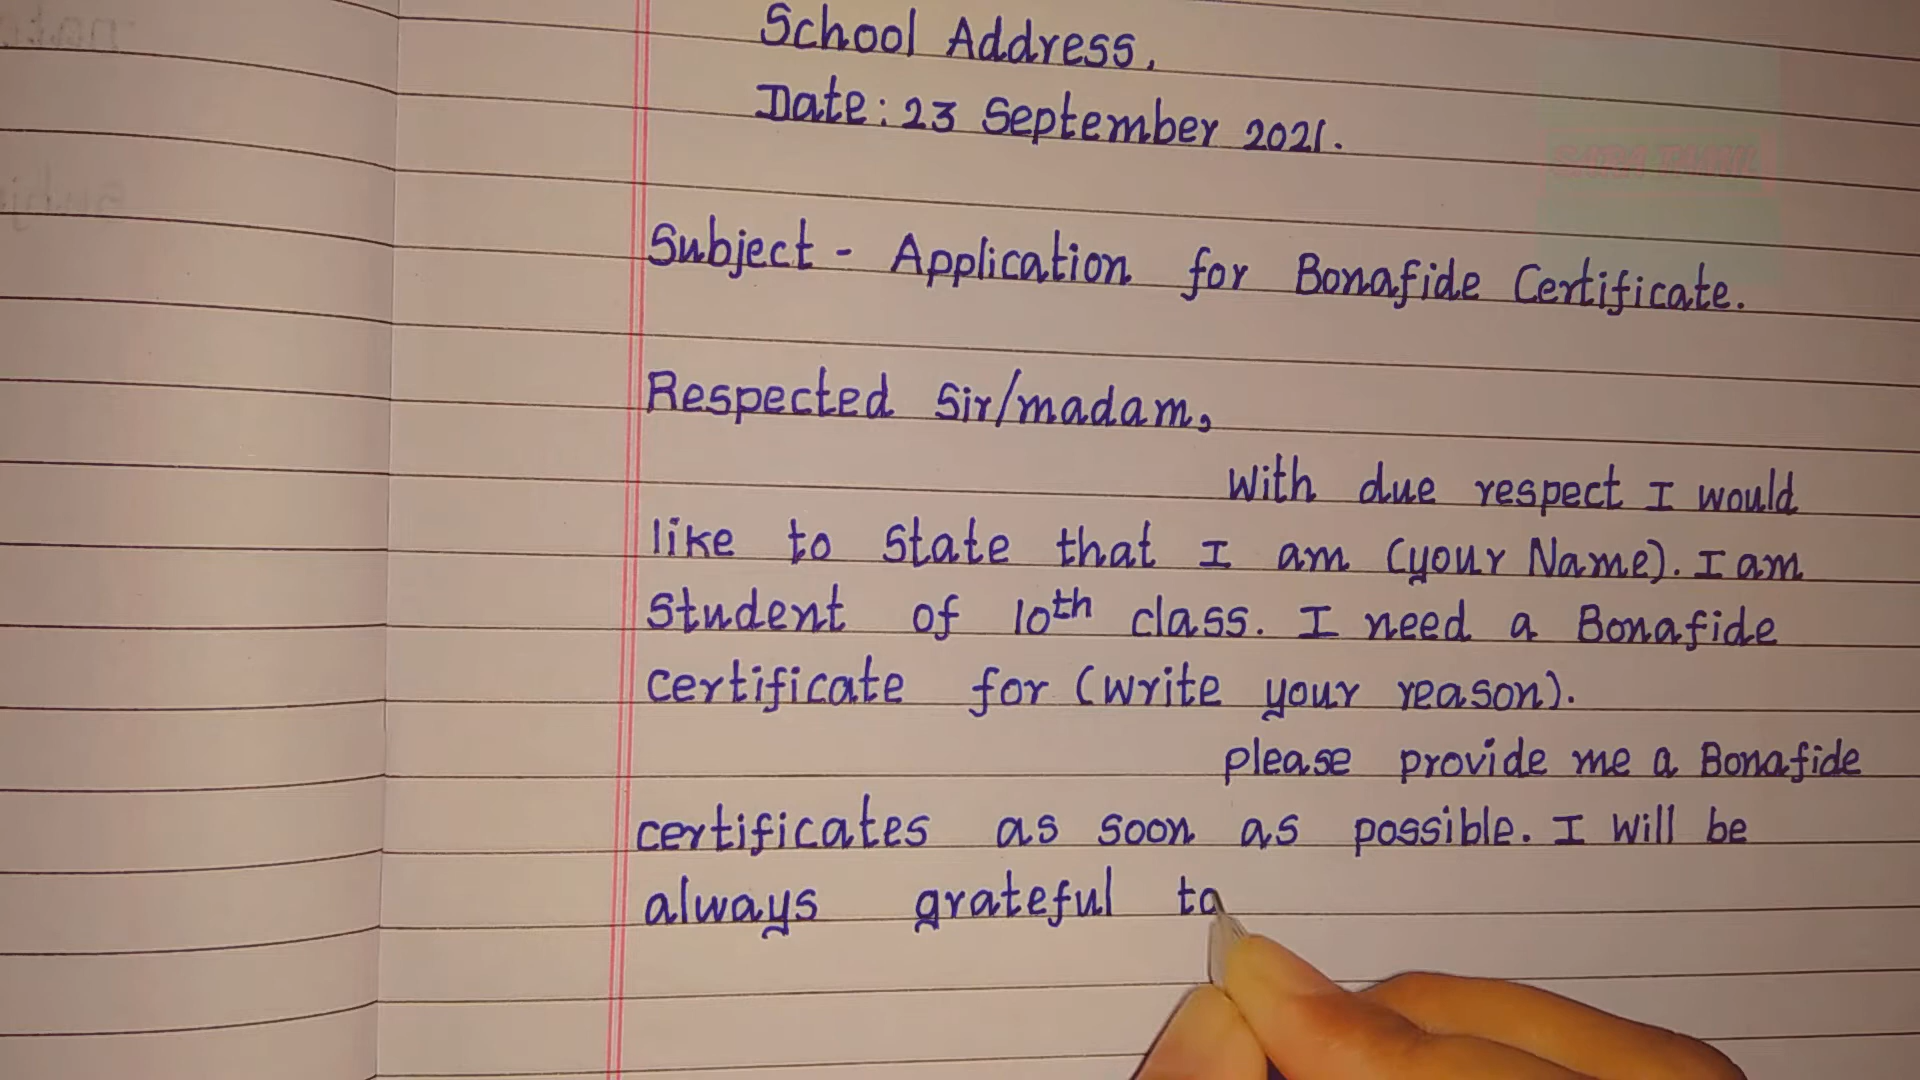 School Address,
Date: 23 September 2021.
Subject - Application for Bonafide Certificate.
Respected Sir/madam,
With due respect I would
like to state that I am (your Name). I am
student of 10th class. I need a Bonafide
certificate for (write your reason).
please provide me a Bonafide
certificates as soon as possible. I will be
always grateful to